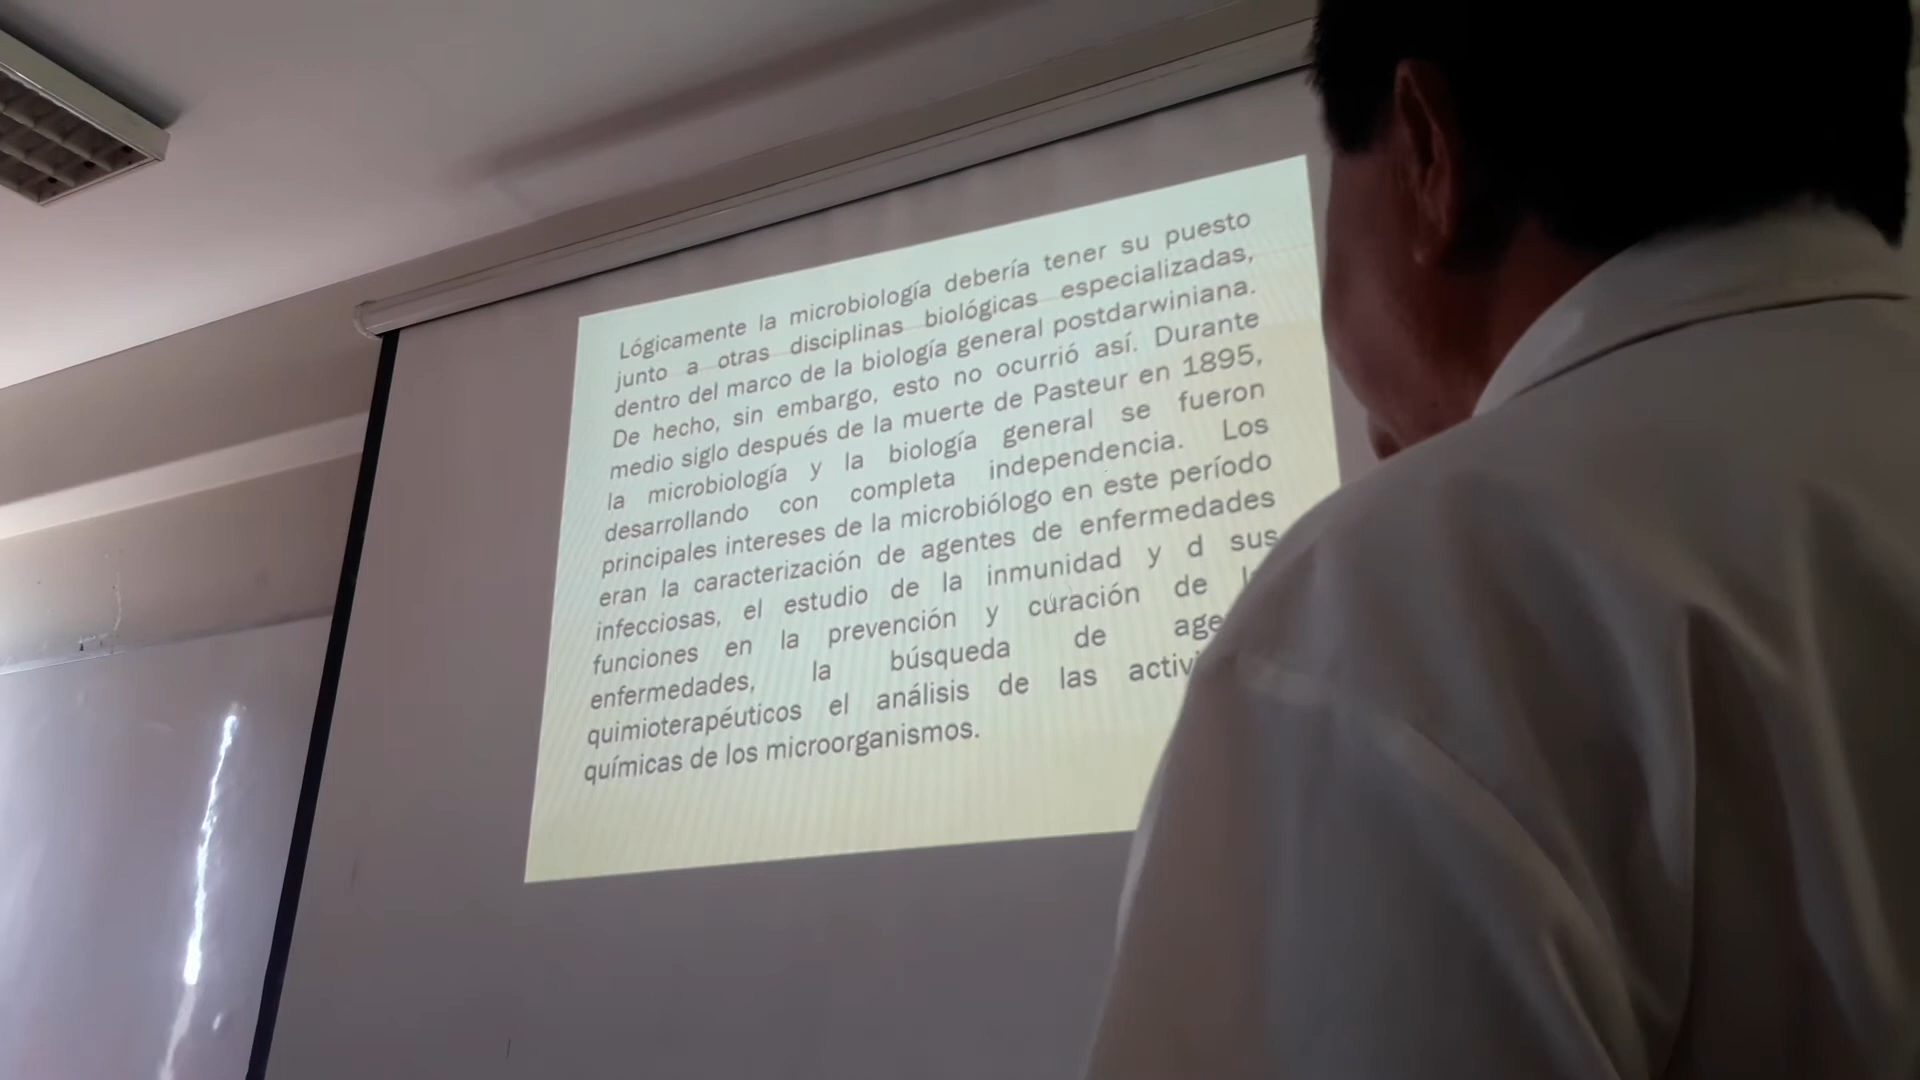 Lógicamente la microbiología debería tener su puesto
junto a otras disciplinas biológicas especializadas,
dentro del marco de la biología general postdarwiniana.
De hecho, sin embargo, esto no ocurrió así. Durante
medio siglo después de la muerte de Pasteur en 1895,
la microbiología y la biología general se fueron
desarrollando con completa independencia. Los
principales intereses de la microbiólogo en este período
eran la caracterización de agentes de enfermedades
infecciosas, el estudio de la inmunidad y d sus
funciones en la prevención y curación de
enfermedades, la búsqueda de
quimioterapéuticos el análisis de las
químicas de los microorganismos.